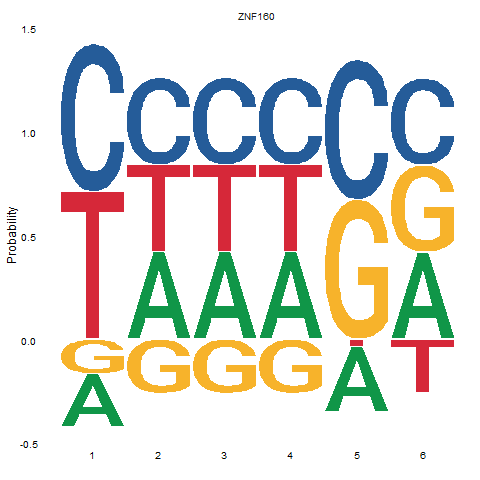 ZNF160
1.5
1.0
0.5
0.0
-0.5
Probability
C C C C C C
T T T T G G
G A A A T A
A G G G A T
1 2 3 4 5 6